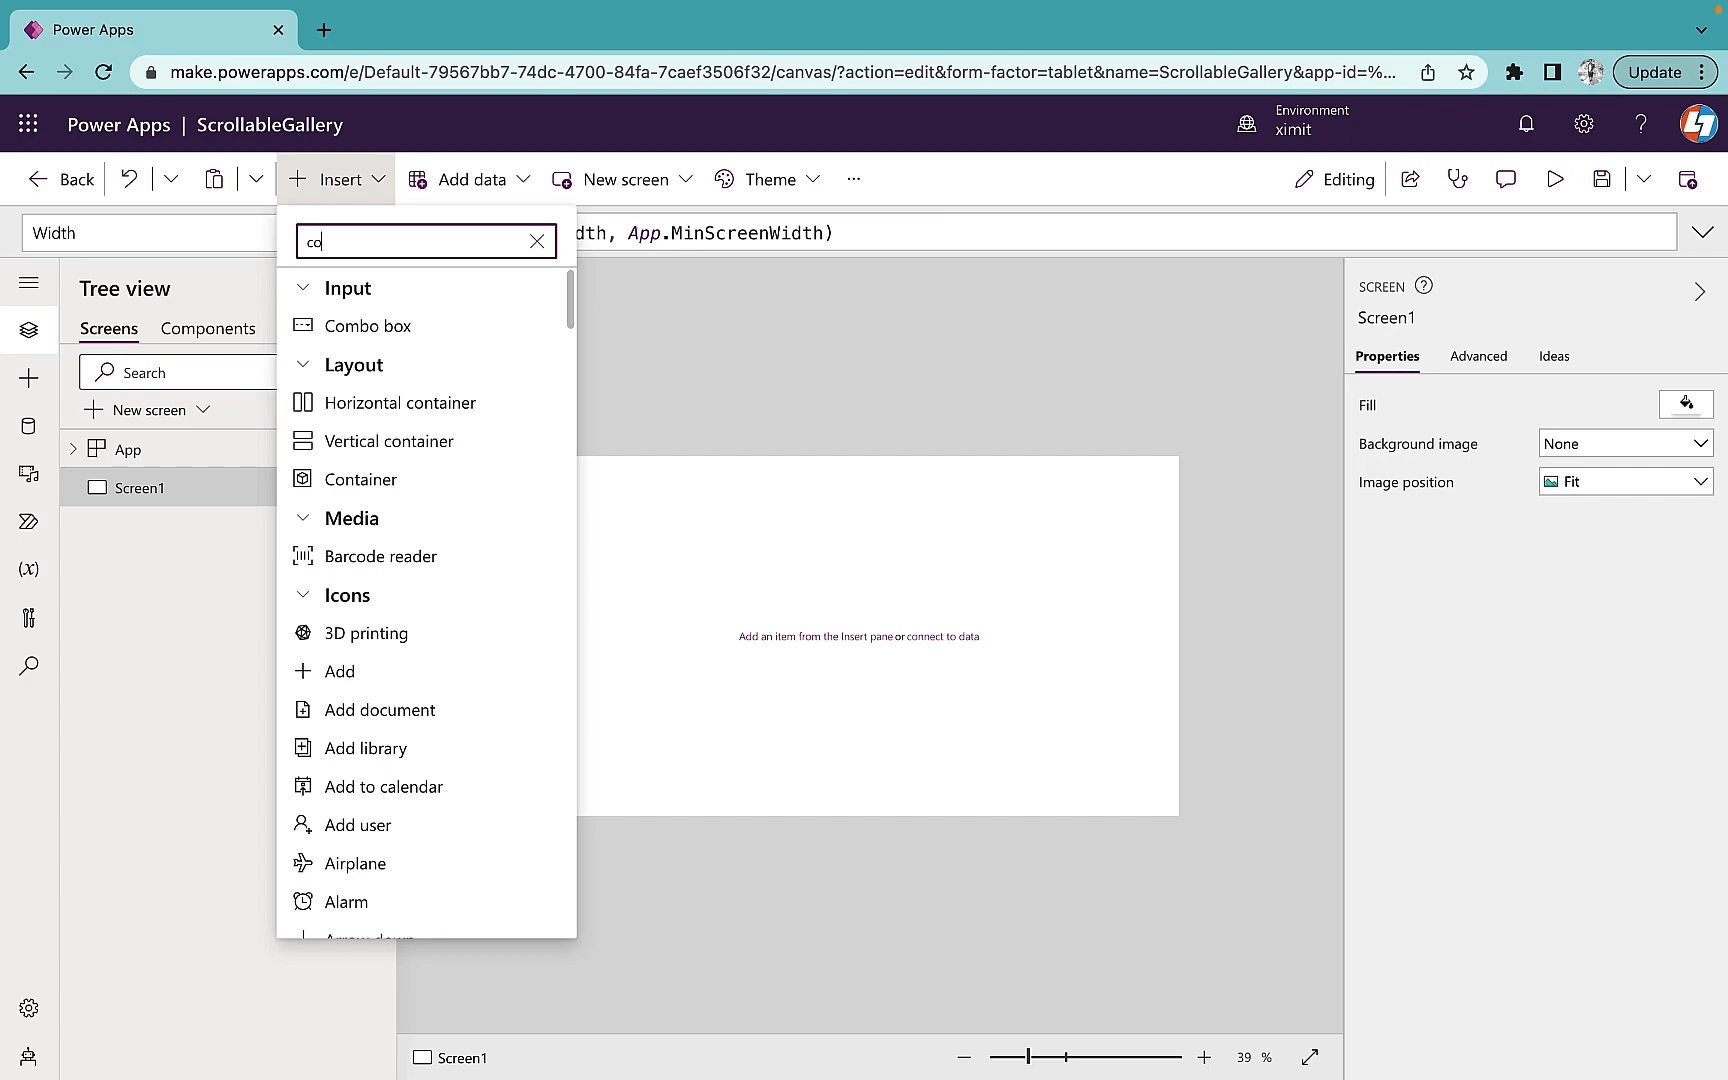 Power Apps
make.powerapps.com/e/Default-79567bb7-74dc-4700-84fa-7caef3506f32/canvas/?action=edit&form-factor=tablet&name=ScrollableGallery&app-id=%...
Update
Power Apps | ScrollableGallery
Environment
ximit
Back
Insert
Add data
New screen
Theme
...
Editing
Width
co
dth, App.MinScreenWidth)
Tree view
Screens
Components
Search
New screen
App
Screen1
Input
Combo box
Layout
Horizontal container
Vertical container
Container
Media
Barcode reader
Icons
3D printing
Add
Add document
Add library
Add to calendar
Add user
Airplane
Alarm
Arrow down
Add an item from the Insert pane or connect to data
SCREEN
Screen1
Properties
Advanced
Ideas
Fill
Background image
None
Image position
Fit
Screen1
39 %